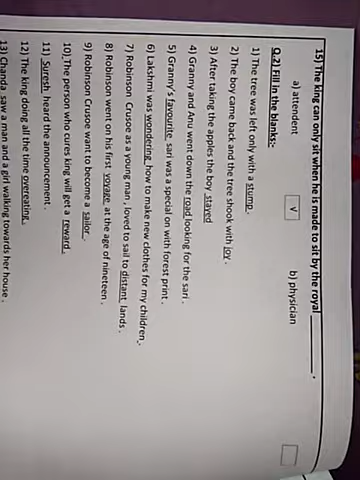 15) The king can only sit when he is made to sit by the royal __________ .
a) attendent [√] b) physician [ ]
Q.2) Fill in the blanks:
1) The tree was left only with a stump .
2) The boy came back and the tree shook with joy .
3) After taking the apples the boy stayed
4) Granny and Anu went down the road looking for the sari .
5) Granny's favourite sari was a special on with forest print .
6) Lakshmi was wondering how to make new clothes for my children .
7) Robinson Crusoe as a young man , loved to sail to distant lands .
8) Robinson went on his first voyage at the age of nineteen .
9) Robinson Crusoe want to become a sailor
10) The person who cures king will get a reward .
11) Suresh heard the announcement .
12) The king doing all the time overeating .
13) Chanda saw a man and a girl walking towards her house .